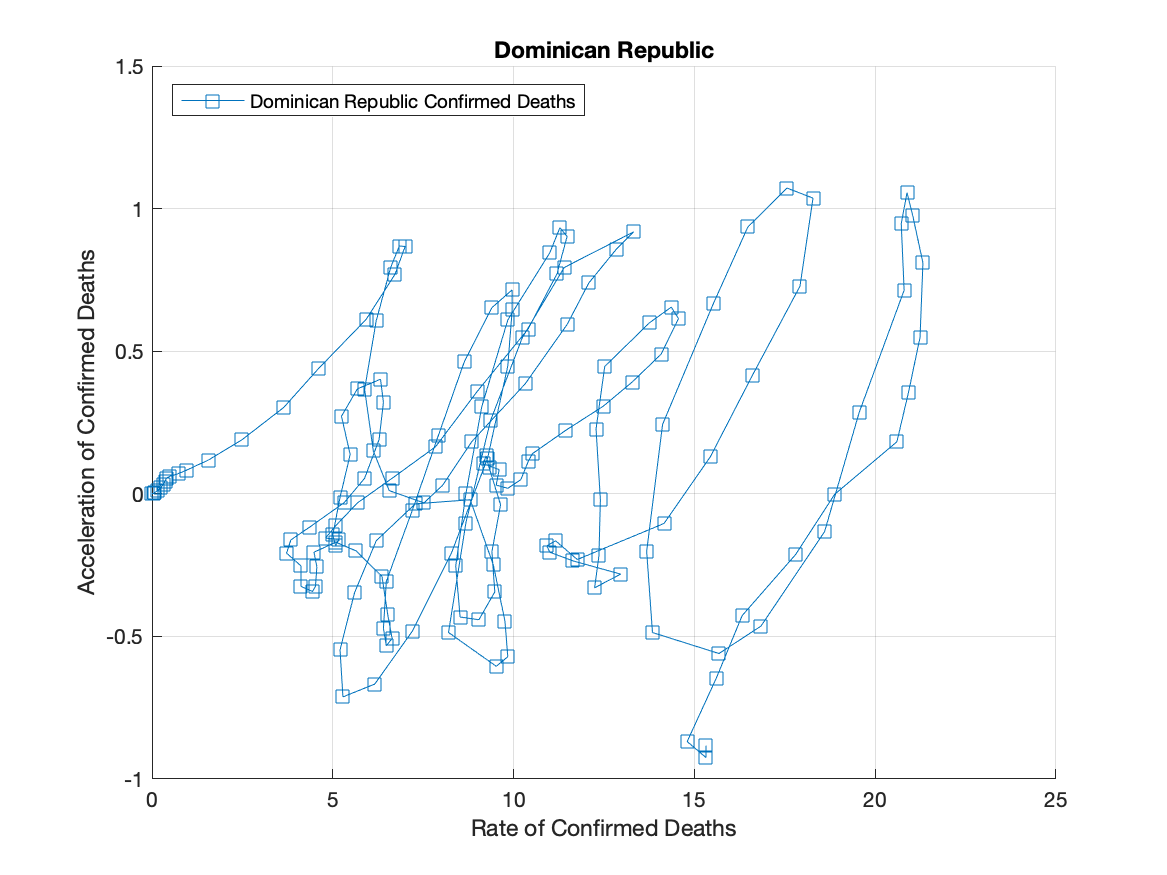 Dominican Republic
1.5
Dominican Republic Confirmed Deaths
1
0.5
0
-0.5
-1
Acceleration of Confirmed Deaths
0 5 10 15 20 25
Rate of Confirmed Deaths